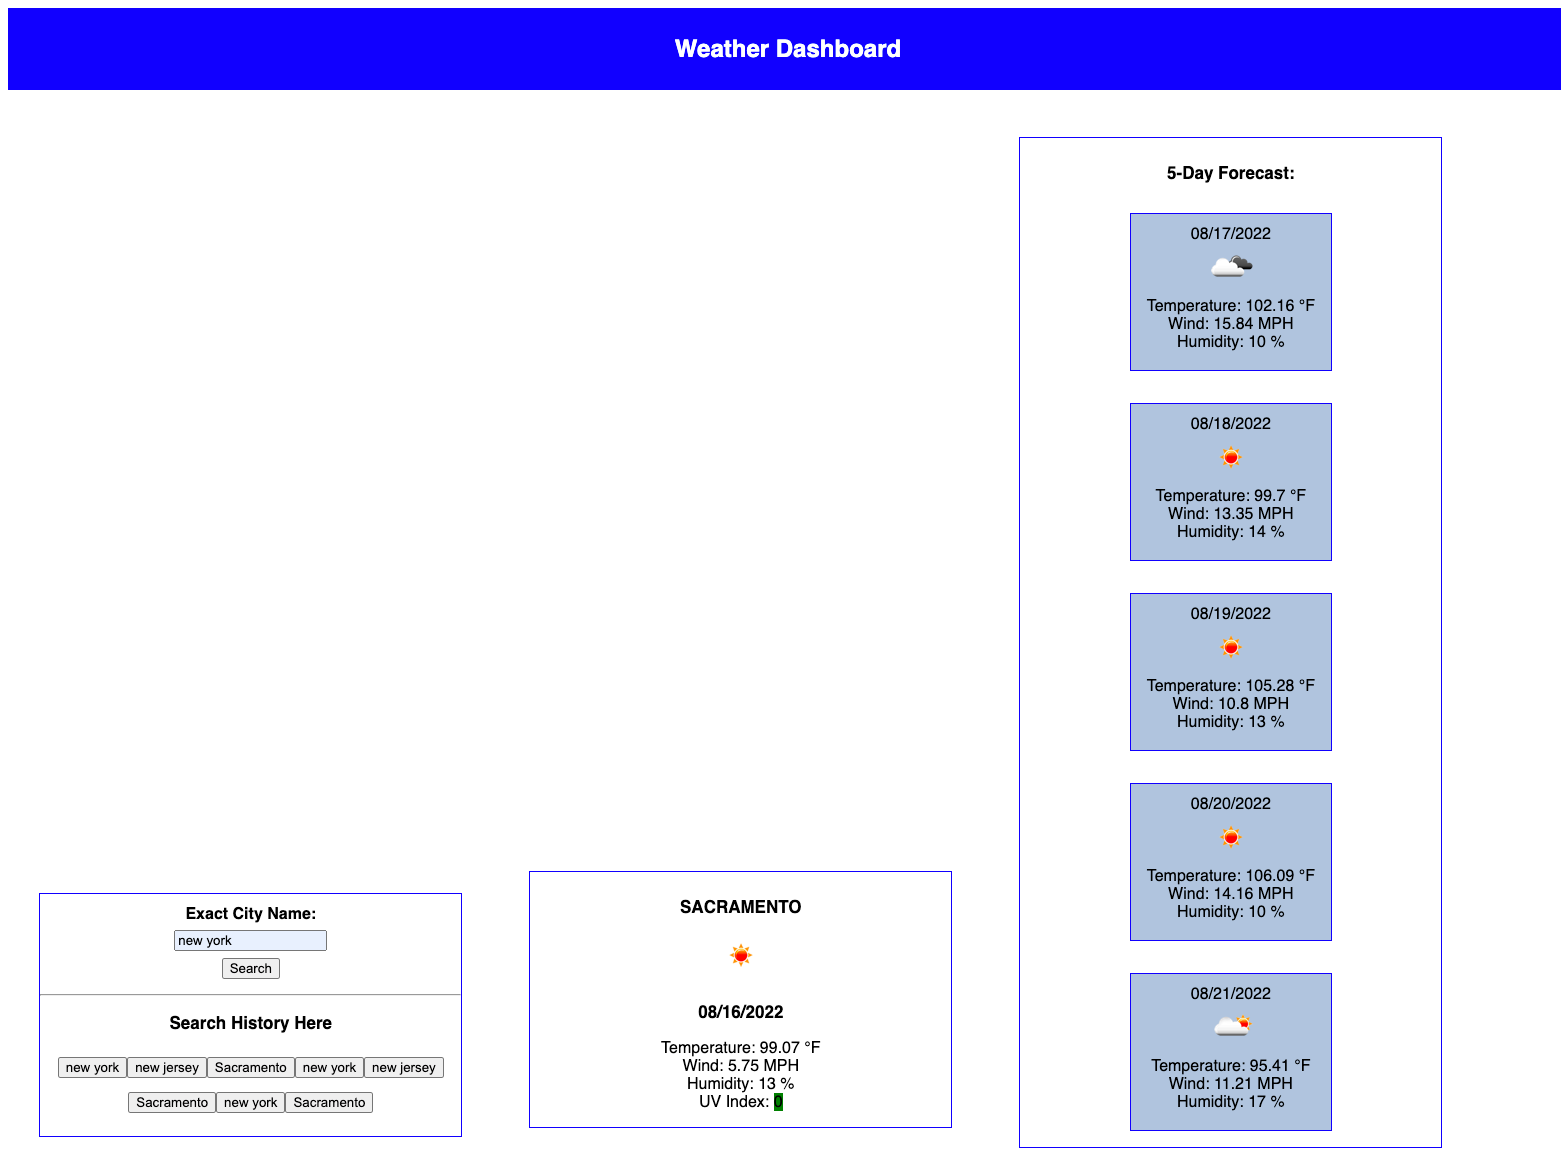 Weather Dashboard
Exact City Name:
new york
Search
Search History Here
new york new jersey Sacramento new york new jersey
Sacramento new york Sacramento
SACRAMENTO
08/16/2022
Temperature: 99.07 °F
Wind: 5.75 MPH
Humidity: 13 %
UV Index: 0
5-Day Forecast:
08/17/2022
Temperature: 102.16 °F
Wind: 15.84 MPH
Humidity: 10 %
08/18/2022
Temperature: 99.7 °F
Wind: 13.35 MPH
Humidity: 14 %
08/19/2022
Temperature: 105.28 °F
Wind: 10.8 MPH
Humidity: 13 %
08/20/2022
Temperature: 106.09 °F
Wind: 14.16 MPH
Humidity: 10 %
08/21/2022
Temperature: 95.41 °F
Wind: 11.21 MPH
Humidity: 17 %